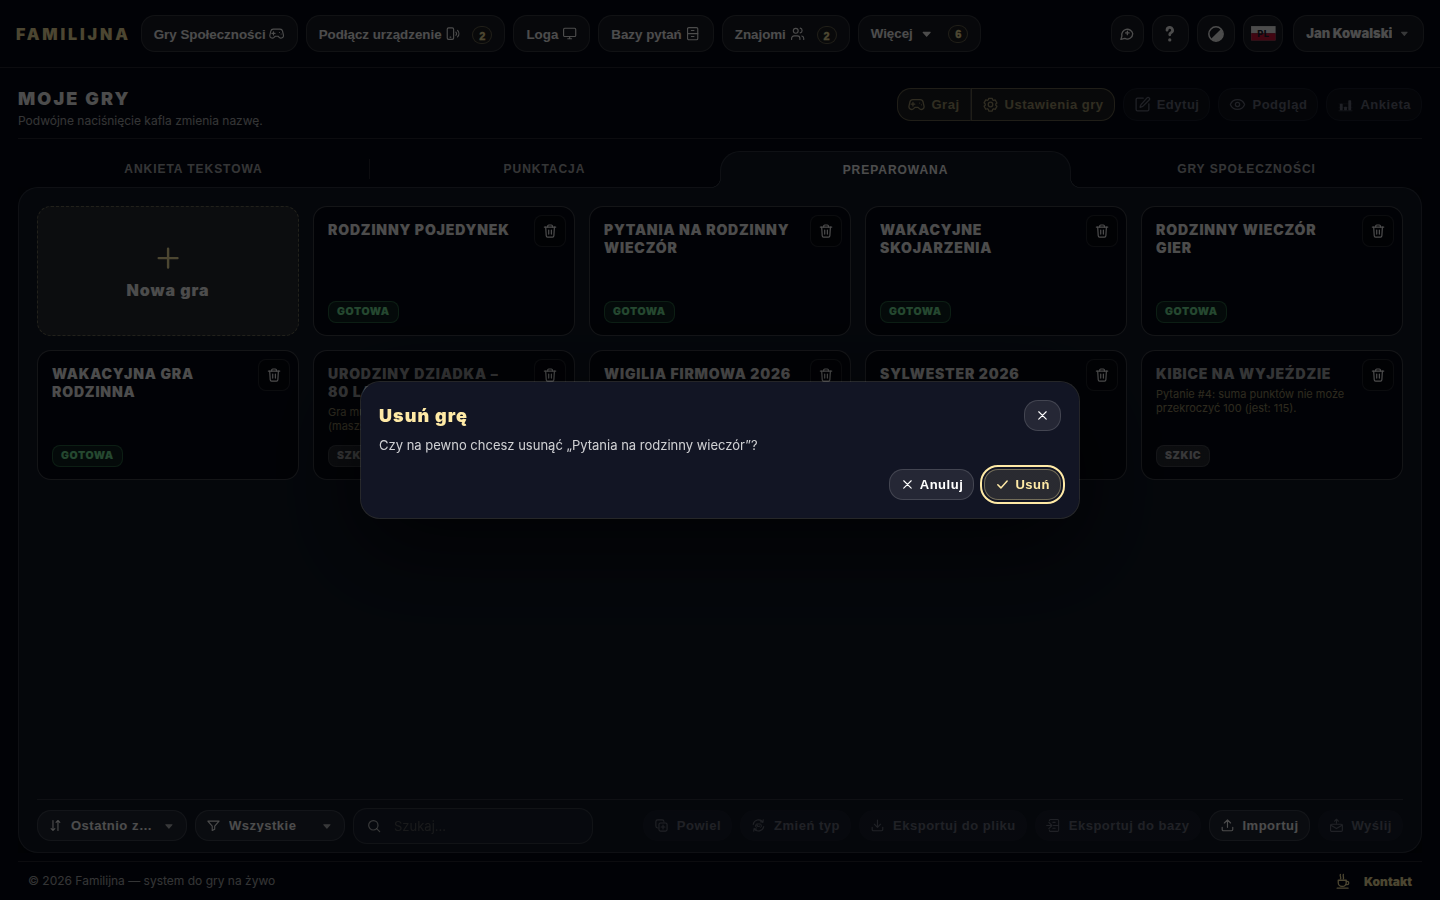 FAMILIJNA
Gry Społeczności
Podłącz urządzenie 2
Loga
Bazy pytań
Znajomi 2
Więcej 6
Jan Kowalski
MOJE GRY
Podwójne naciśnięcie kafla zmienia nazwę.
Graj
Ustawienia gry
Edytuj
Podgląd
Ankieta
ANKIETA TEKSTOWA
PUNKTACJA
PREPAROWANA
GRY SPOŁECZNOŚCI
Nowa gra
RODZINNY POJEDYNEK
GOTOWA
PYTANIA NA RODZINNY
WIECZÓR
GOTOWA
WAKACYJNE
SKOJARZENIA
GOTOWA
RODZINNY WIECZÓR
GIER
GOTOWA
WAKACYJNA GRA
RODZINNA
GOTOWA
URODZINY DZIADKA –
80
Gra
WIGILIA FIRMOWA 2026
SYLWESTER 2026
KIBICE NA WYJEŹDZIE
Pytanie #4: suma punktów nie może
przekroczyć 100 (jest: 115).
SZKIC
Usuń grę
Czy na pewno chcesz usunąć „Pytania na rodzinny wieczór”?
Anuluj
Usuń
Ostatnio z...
Wszystkie
Szukaj...
Powiel
Zmień typ
Eksportuj do pliku
Eksportuj do bazy
Importuj
Wyślij
© 2026 Familijna — system do gry na żywo
Kontakt